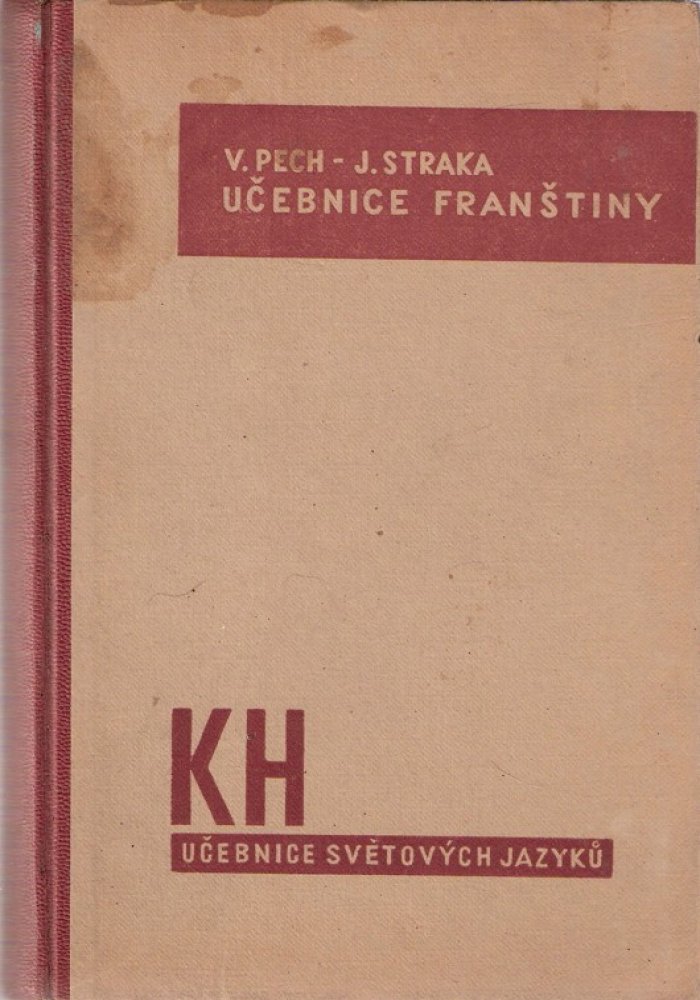 V. PECH - J. STRAKA
UČEBNICE FRANŠTINY
KH
UČEBNICE SVĚTOVÝCH JAZYKŮ